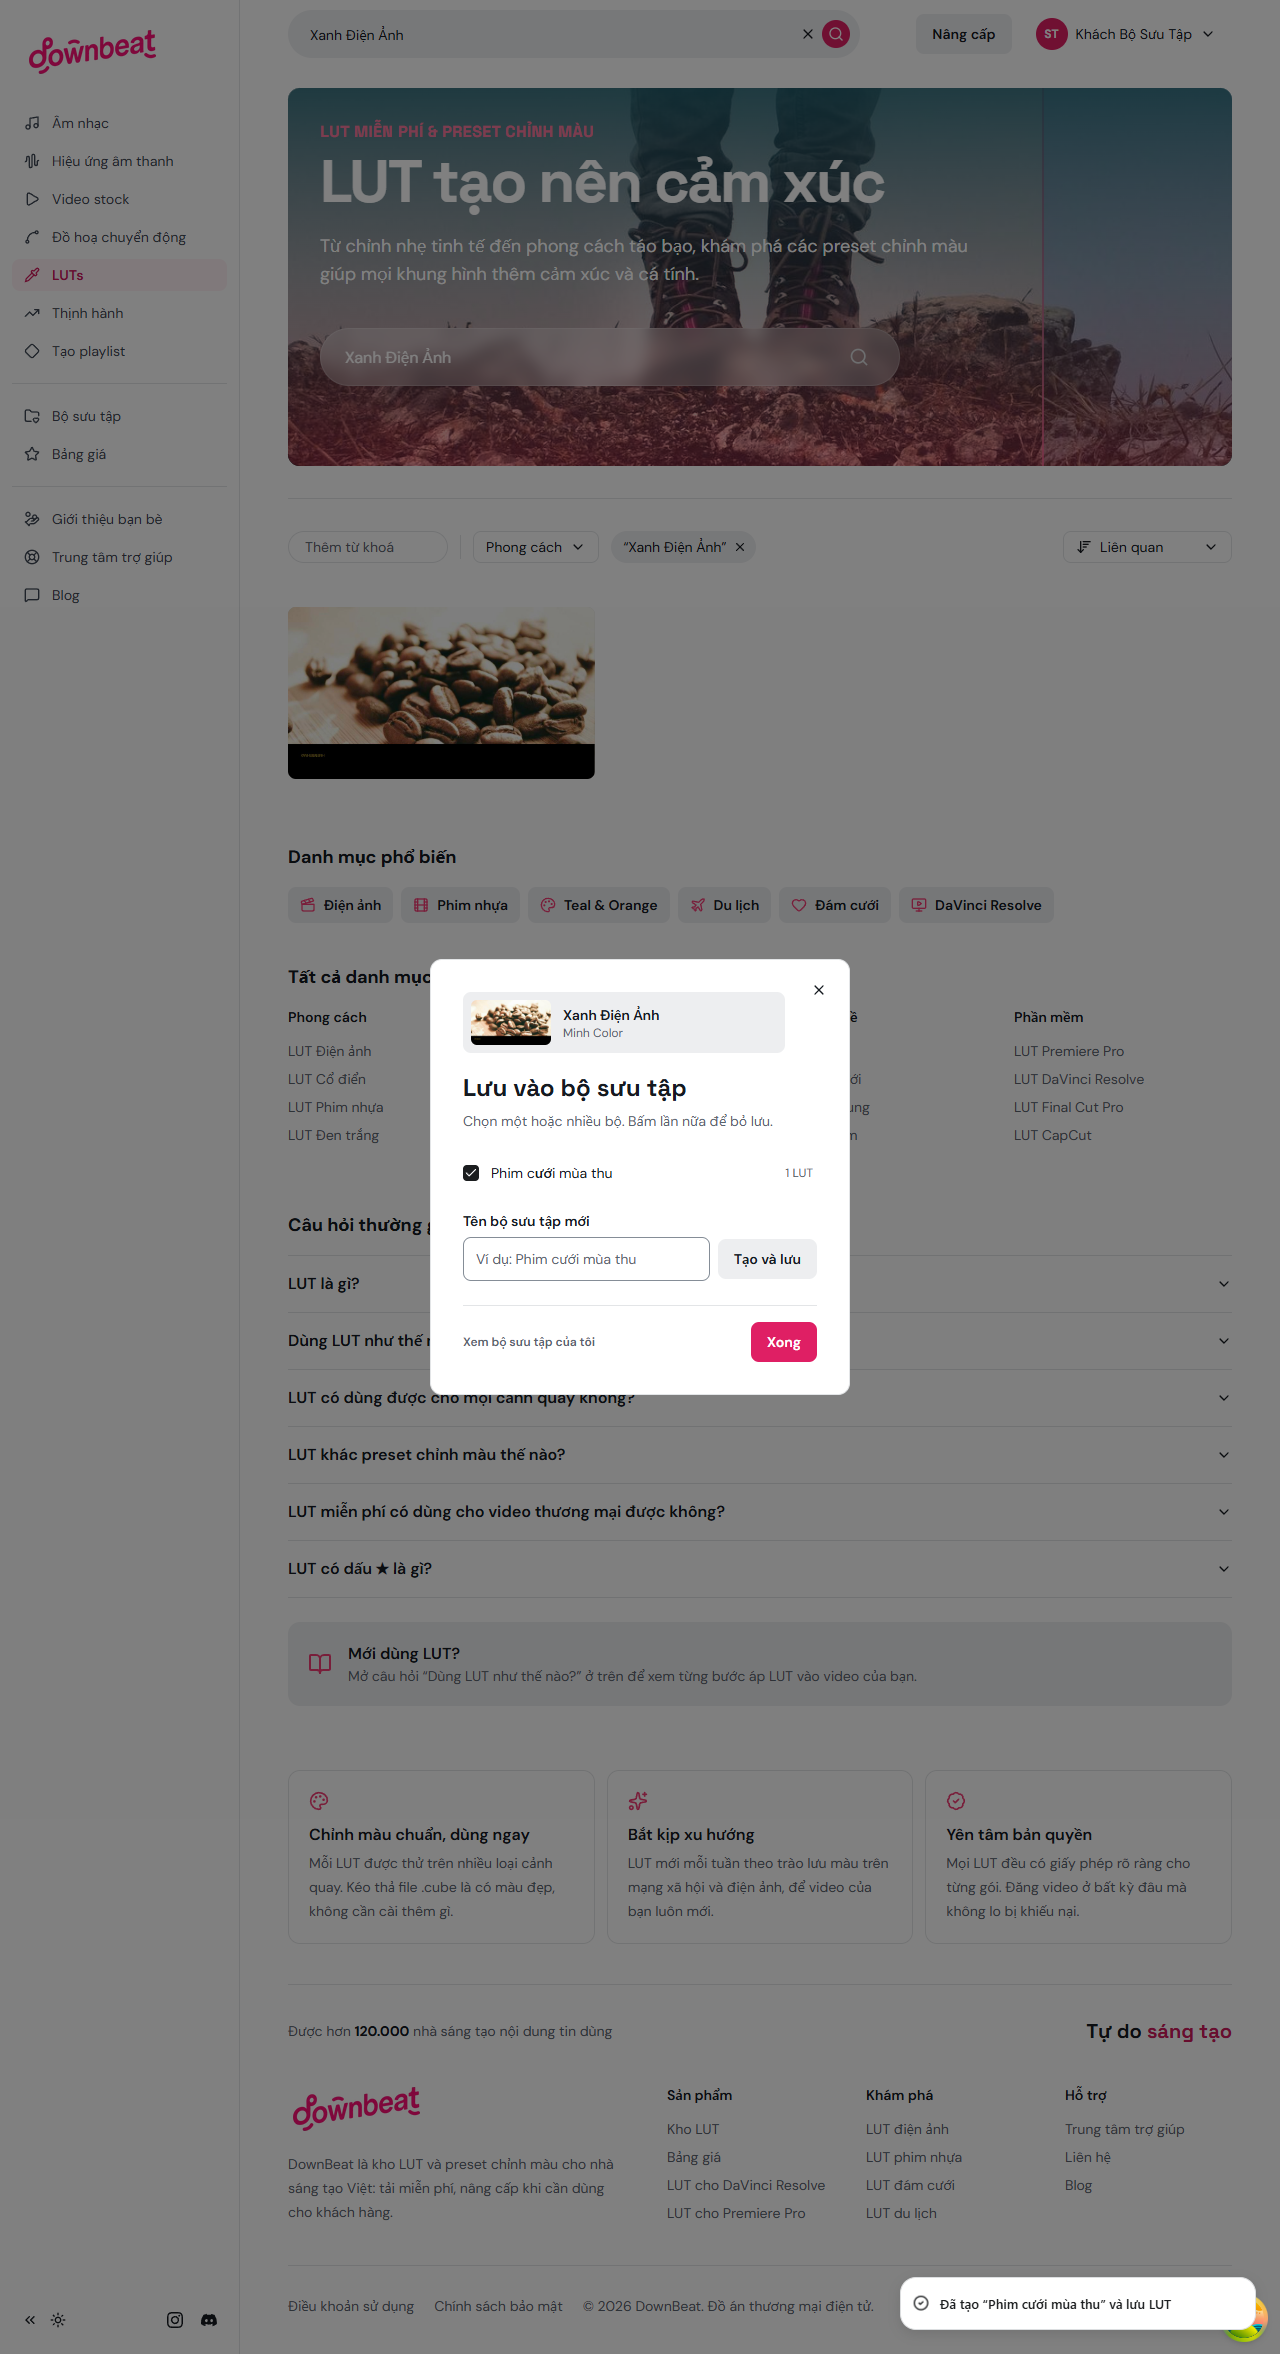 downbeat
Âm nhạc
Hiệu ứng âm thanh
Video stock
Đồ hoạ chuyển động
LUTs
Thịnh hành
Tạo playlist
Bộ sưu tập
Bảng giá
Giới thiệu bạn bè
Trung tâm trợ giúp
Blog
Xanh Điện Ảnh
Nâng cấp
ST
Khách Bộ Sưu Tập
LUT MIỄN PHÍ & PRESET CHỈNH MÀU
LUT tạo nên cảm xúc
Từ chỉnh nhẹ tinh tế đến phong cách táo bạo, khám phá các preset chỉnh màu
giúp mọi khung hình thêm cảm xúc và cá tính.
Xanh Điện Ảnh
Thêm từ khoá
Phong cách
“Xanh Điện Ảnh”
Liên quan
Danh mục phổ biến
Điện ảnh
Phim nhựa
Teal & Orange
Du lịch
Đám cưới
DaVinci Resolve
Tất cả danh mục
Phong cách
LUT Điện ảnh
LUT Cổ điển
LUT Phim nhựa
LUT Đen trắng
Phần mềm
LUT Premiere Pro
LUT DaVinci Resolve
LUT Final Cut Pro
LUT CapCut
Xanh Điện Ảnh
Minh Color
Lưu vào bộ sưu tập
Chọn một hoặc nhiều bộ. Bấm lần nữa để bỏ lưu.
Phim cưới mùa thu
1 LUT
Tên bộ sưu tập mới
Ví dụ: Phim cưới mùa thu
Tạo và lưu
Xem bộ sưu tập của tôi
Xong
Câu hỏi thường
LUT là gì?
Dùng LUT như thế
LUT có dùng được cho mọi cảnh quay không?
LUT khác preset chỉnh màu thế nào?
LUT miễn phí có dùng cho video thương mại được không?
LUT có dấu ★ là gì?
Mới dùng LUT?
Mở câu hỏi “Dùng LUT như thế nào?” ở trên để xem từng bước áp LUT vào video của bạn.
Chỉnh màu chuẩn, dùng ngay
Mỗi LUT được thử trên nhiều loại cảnh
quay. Kéo thả file .cube là có màu đẹp,
không cần cài thêm gì.
Bắt kịp xu hướng
LUT mới mỗi tuần theo trào lưu màu trên
mạng xã hội và điện ảnh, để video của
bạn luôn mới.
Yên tâm bản quyền
Mọi LUT đều có giấy phép rõ ràng cho
từng gói. Đăng video ở bất kỳ đâu mà
không lo bị khiếu nại.
Được hơn 120.000 nhà sáng tạo nội dung tin dùng
Tự do sáng tạo
downbeat
DownBeat là kho LUT và preset chỉnh màu cho nhà
sáng tạo Việt: tải miễn phí, nâng cấp khi cần dùng
cho khách hàng.
Sản phẩm
Kho LUT
Bảng giá
LUT cho DaVinci Resolve
LUT cho Premiere Pro
Khám phá
LUT điện ảnh
LUT phim nhựa
LUT đám cưới
LUT du lịch
Hỗ trợ
Trung tâm trợ giúp
Liên hệ
Blog
Điều khoản sử dụng
Chính sách bảo mật
© 2026 DownBeat. Đồ án thương mại điện tử.
Đã tạo “Phim cưới mùa thu” và lưu LUT